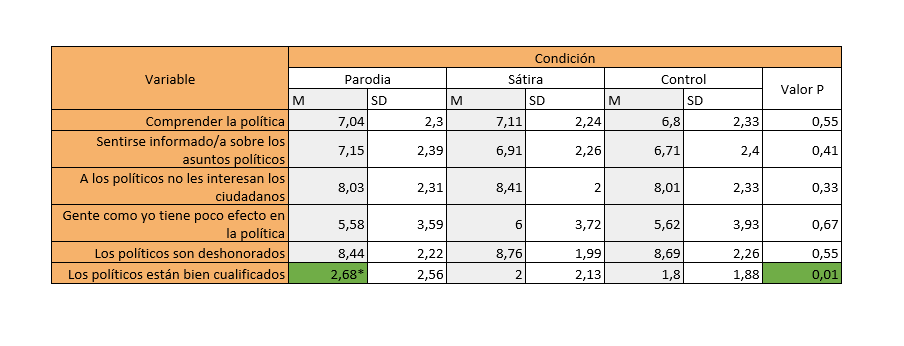 Condición
Variable
Parodia Sátira Control
Valor P
M SD M SD M SD
Comprender la política 7,04 2,3 7,11 2,24 6,8 2,33 0,55
Sentirse informado/a sobre los
asuntos políticos 7,15 2,39 6,91 2,26 6,71 2,4 0,41
A los políticos no les interesan los
ciudadanos 8,03 2,31 8,41 2 8,01 2,33 0,33
Gente como yo tiene poco efecto en
la política 5,58 3,59 6 3,72 5,62 3,93 0,67
Los políticos son deshonorados 8,44 2,22 8,76 1,99 8,69 2,26 0,55
Los políticos están bien cualificados 2,68* 2,56 2 2,13 1,8 1,88 0,01